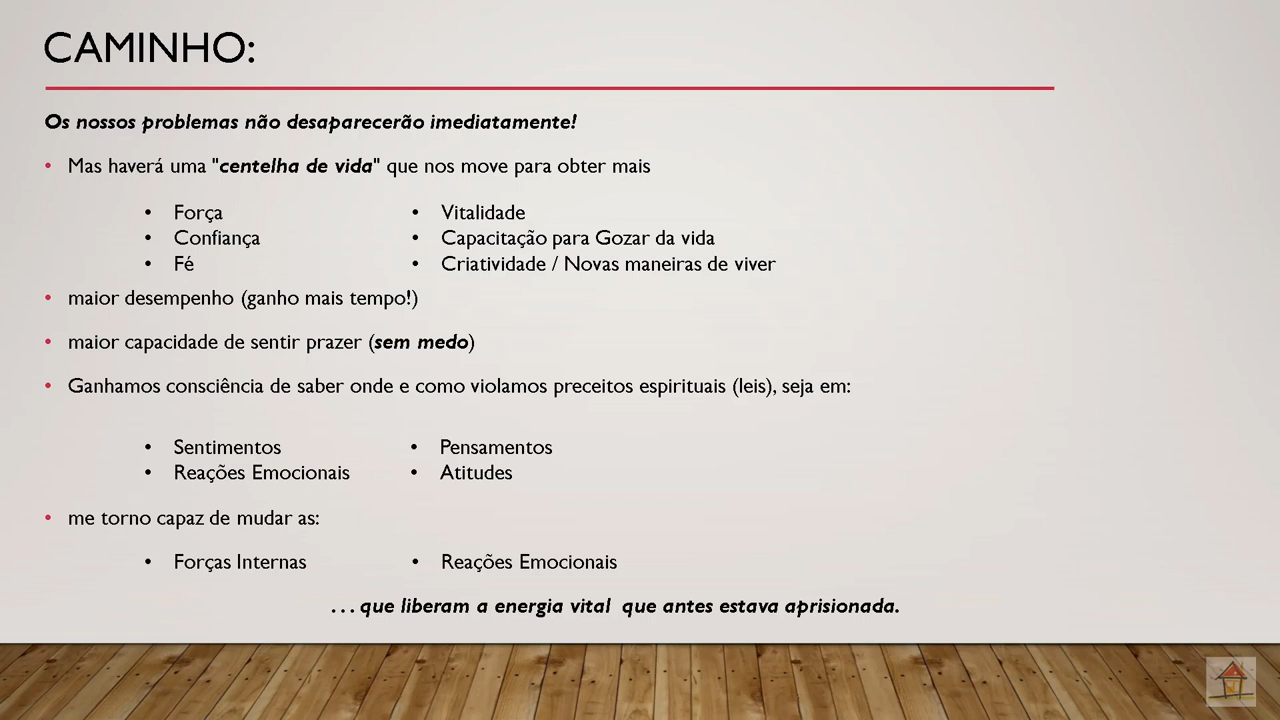 CAMINHO:
Os nossos problemas não desaparecerão imediatamente!
• Mas haverá uma "centelha de vida" que nos move para obter mais
• Força • Vitalidade
• Confiança • Capacitação para Gozar da vida
• Fé • Criatividade / Novas maneiras de viver
• maior desempenho (ganho mais tempo!)
• maior capacidade de sentir prazer (sem medo)
• Ganhamos consciência de saber onde e como violamos preceitos espirituais (leis), seja em:
• Sentimentos • Pensamentos
• Reações Emocionais • Atitudes
• me torno capaz de mudar as:
• Forças Internas • Reações Emocionais
. . . que liberam a energia vital  que antes estava aprisionada.